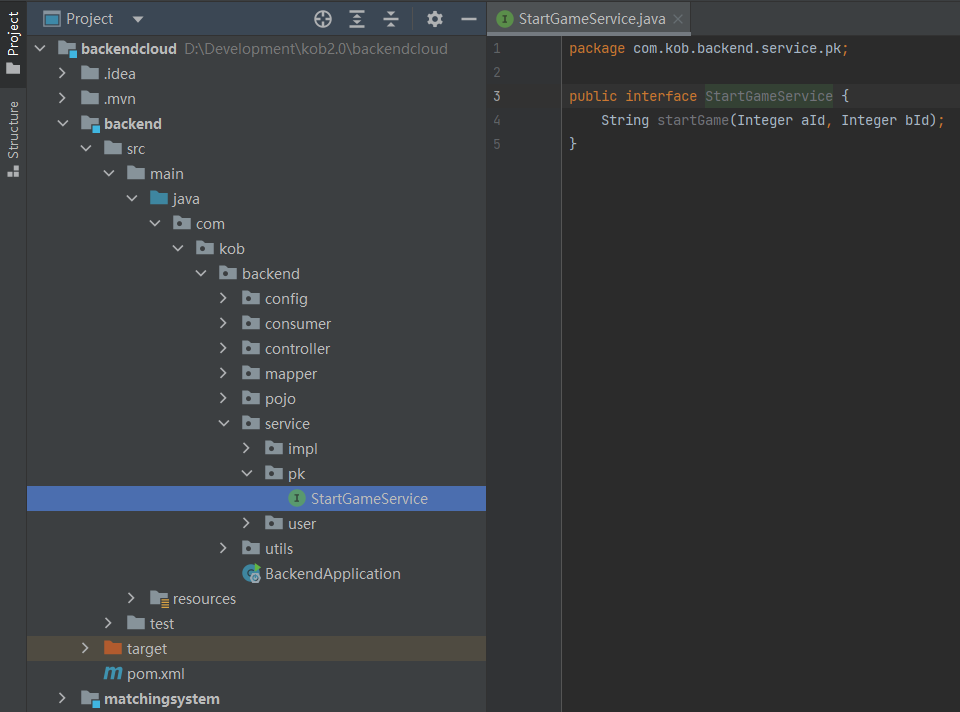 Project
Structure
Project
backendcloud D:\Development\kob2.0\backendcloud
.idea
.mvn
backend
src
main
java
com
kob
backend
config
consumer
controller
mapper
pojo
service
impl
pk
I StartGameService
user
utils
BackendApplication
resources
test
target
m pom.xml
matchingsystem
I StartGameService.java
1 package com.kob.backend.service.pk;
2
3 public interface StartGameService {
4 String startGame(Integer aId, Integer bId);
5 }